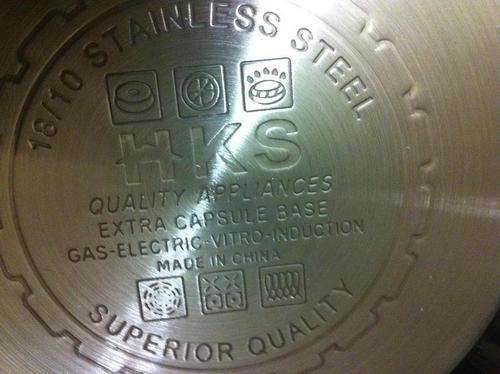 18/10 STAINLESS STEEL
HKS
QUALITY APPLIANCES
EXTRA CAPSULE BASE
GAS-ELECTRIC-VITRO-INDUCTION
MADE IN CHINA
SUPERIOR QUALITY